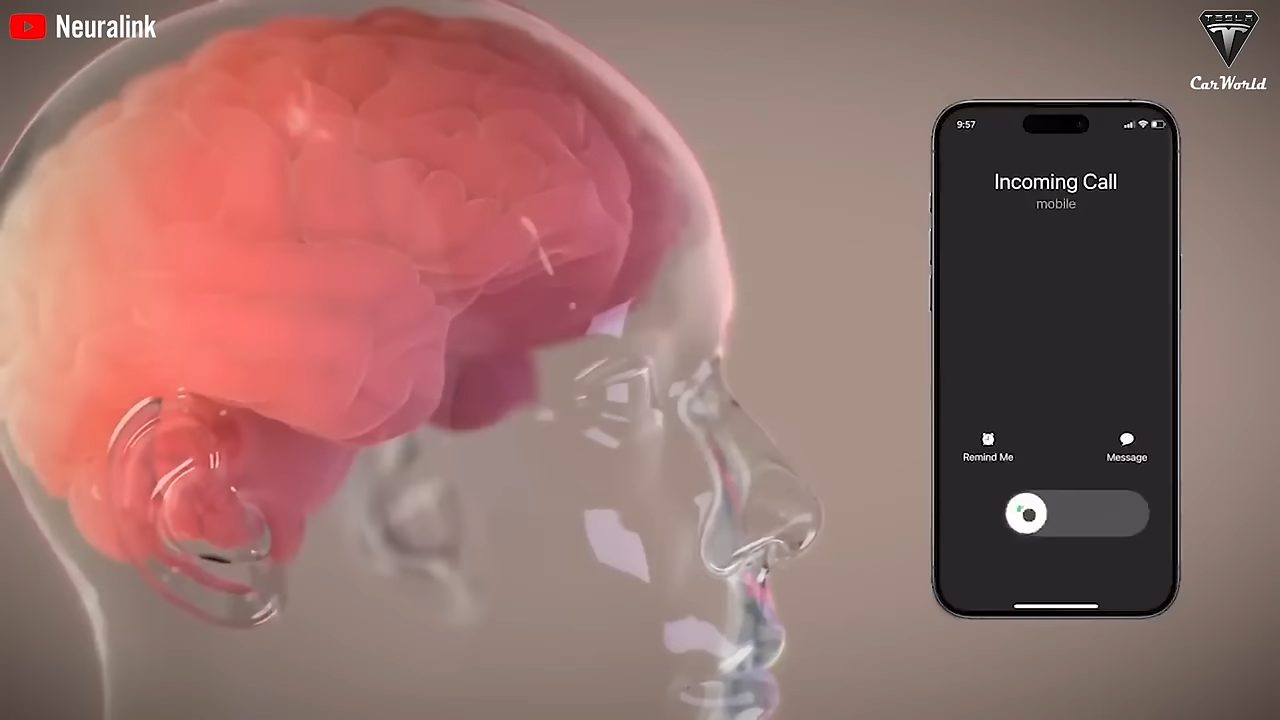 Neuralink
TESLA
CarWorld
9:57
Incoming Call
mobile
Remind Me
Message